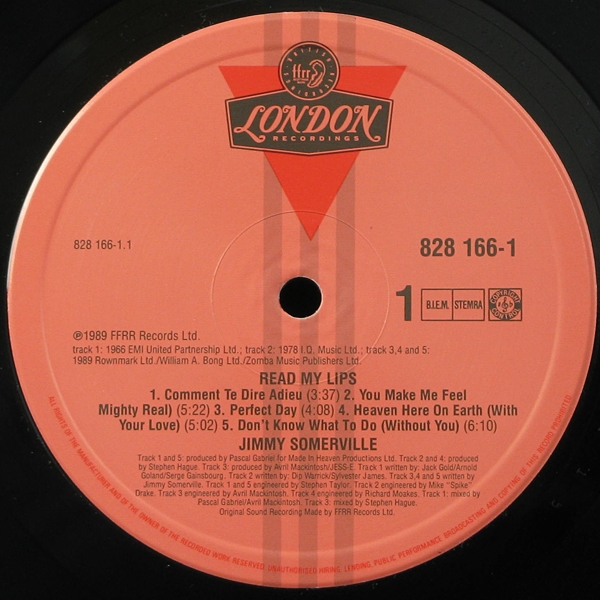 BRITISH RECORDINGS
ffrr
LONDON
RECORDINGS
828 166-1.1
828 166-1
1
B.I.E.M.
STEMRA
COPYRIGHT CONTROL
℗1989 FFRR Records Ltd.
track 1: 1966 EMI United Partnership Ltd.; track 2: 1978 I.Q. Music Ltd.; track 3,4 and 5:
1989 Rownmark Ltd./William A. Bong Ltd./Zomba Music Publishers Ltd.
READ MY LIPS
1. Comment Te Dire Adieu (3:37) 2. You Make Me Feel
Mighty Real) (5:22) 3. Perfect Day (4:08) 4. Heaven Here On Earth (With
Your Love) (5:02) 5. Don't Know What To Do (Without You) (6:10)
JIMMY SOMERVILLE
Track 1 and 5: produced by Pascal Gabriel for Made In Heaven Productions Ltd. Track 2 and 4: produced
by Stephen Hague. Track 3: produced by Avril Mackintosh/JESS-E. Track 1 written by: Jack Gold/Arnold
Goland/Serge Gainsbourg. Track 2 written by: Dip Warrick/Sylvester James. Track 3,4 and 5 written by
Jimmy Somerville. Track 1 and 5 engineered by Stephen Taylor. Track 2 engineered by Mike "Spike"
Drake. Track 3 engineered by Avril Mackintosh. Track 4 engineered by Richard Moakes. Track 1: mixed by
Pascal Gabriel/Avril Mackintosh. Track 3: mixed by Stephen Hague.
Original Sound Recording Made by FFRR Records Ltd.
ALL RIGHTS OF THE MANUFACTURER AND OF THE OWNER OF THE RECORDED WORK RESERVED. UNAUTHORISED HIRING, LENDING, PUBLIC PERFORMANCE BROADCASTING AND COPYING OF THIS RECORD PROHIBITED.